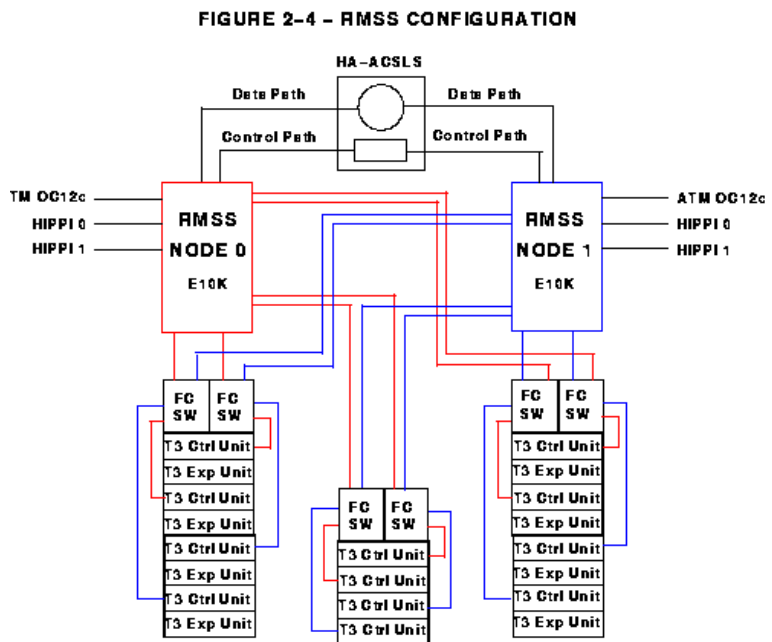 FIGURE 2-4 - RMSS CONFIGURATION
HA-ACSLS
Data Path
Data Path
Control Path
Control Path
TM OC12c
HIPPI 0
HIPPI 1
RMSS
NODE 0
E10K
RMSS
NODE 1
E10K
ATM OC12c
HIPPI 0
HIPPI 1
FC
SW
FC
SW
T3 Ctrl Unit
T3 Exp Unit
T3 Ctrl Unit
T3 Exp Unit
T3 Ctrl Unit
T3 Exp Unit
T3 Ctrl Unit
T3 Exp Unit
FC
SW
FC
SW
T3 Ctrl Unit
T3 Ctrl Unit
T3 Ctrl Unit
T3 Ctrl Unit
FC
SW
FC
SW
T3 Ctrl Unit
T3 Exp Unit
T3 Ctrl Unit
T3 Exp Unit
T3 Ctrl Unit
T3 Exp Unit
T3 Ctrl Unit
T3 Exp Unit